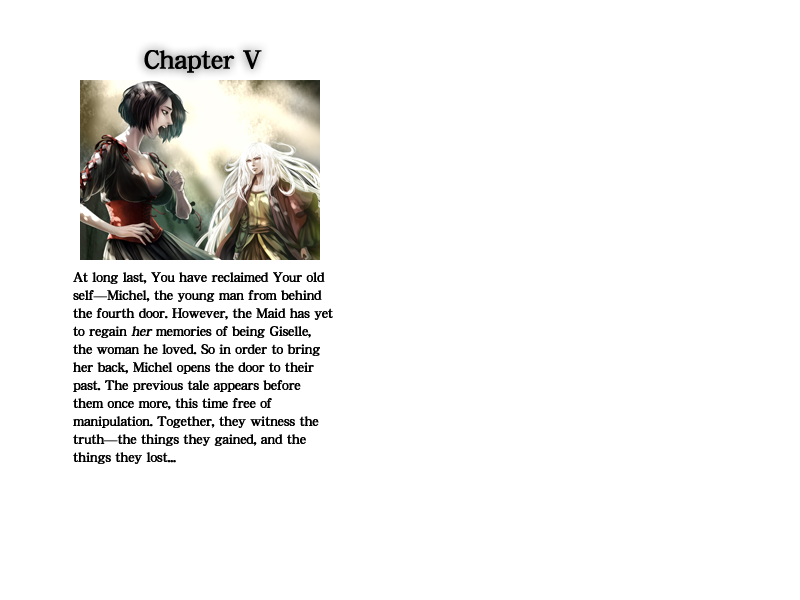 Chapter V
At long last, You have reclaimed Your old
self—Michel, the young man from behind
the fourth door. However, the Maid has yet
to regain her memories of being Giselle,
the woman he loved. So in order to bring
her back, Michel opens the door to their
past. The previous tale appears before
them once more, this time free of
manipulation. Together, they witness the
truth—the things they gained, and the
things they lost...